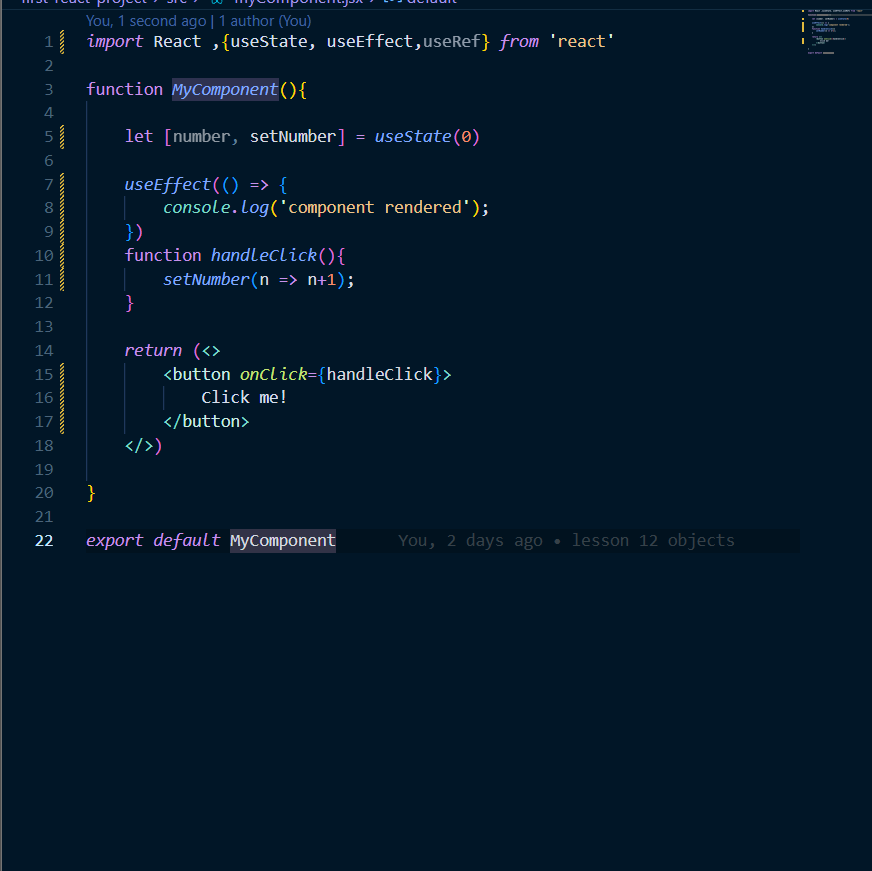 first-react-project > src > myComponent.jsx > default
You, 1 second ago | 1 author (You)
1 import React ,{useState, useEffect,useRef} from 'react'
2
3 function MyComponent(){
4
5 let [number, setNumber] = useState(0)
6
7 useEffect(() => {
8 console.log('component rendered');
9 })
10 function handleClick(){
11 setNumber(n => n+1);
12 }
13
14 return (<>
15 <button onClick={handleClick}>
16 Click me!
17 </button>
18 </>)
19
20 }
21
22 export default MyComponent You, 2 days ago • lesson 12 objects